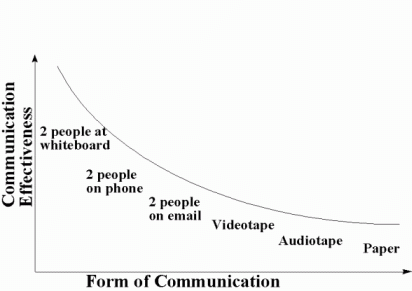 Communication
Effectiveness
2 people at
whiteboard
2 people
on phone
2 people
on email
Videotape
Audiotape
Paper
Form of Communication